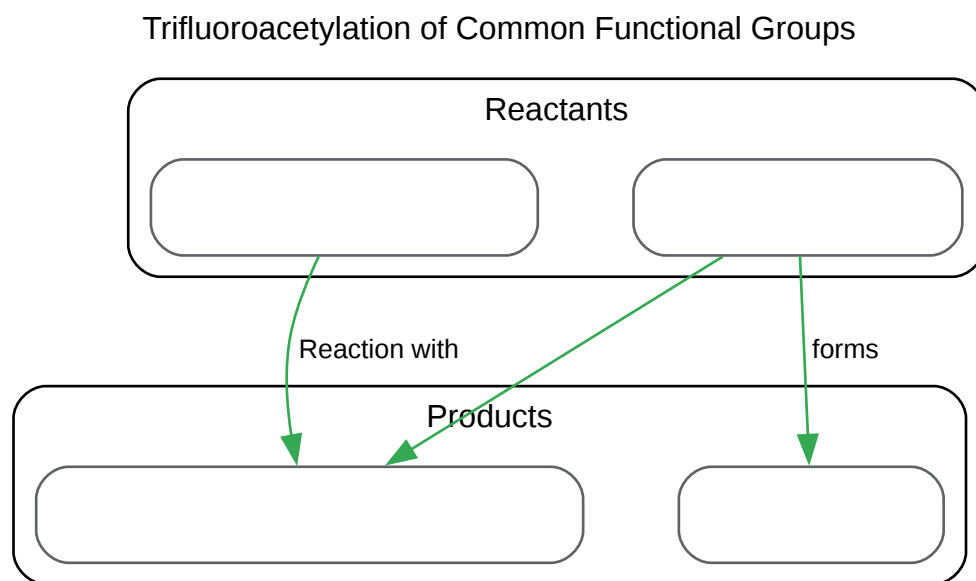 Trifluoroacetylation of Common Functional Groups
Reactants
Reaction with
forms
Products